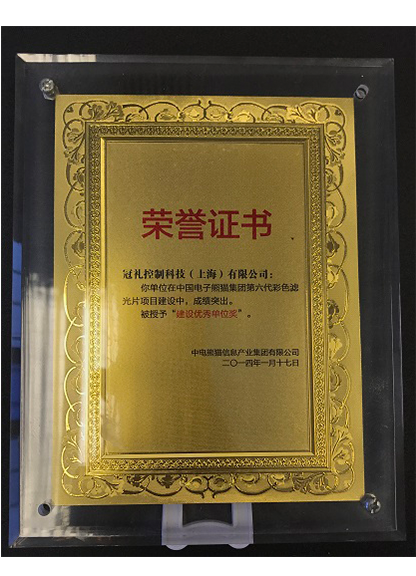 荣誉证书
冠礼控制科技（上海）有限公司：
你单位在中国电子熊猫集团第六代彩色滤
光片项目建设中，成绩突出。
被授予“建设优秀单位奖”。
中电熊猫信息产业集团有限公司
二〇一四年一月十七日